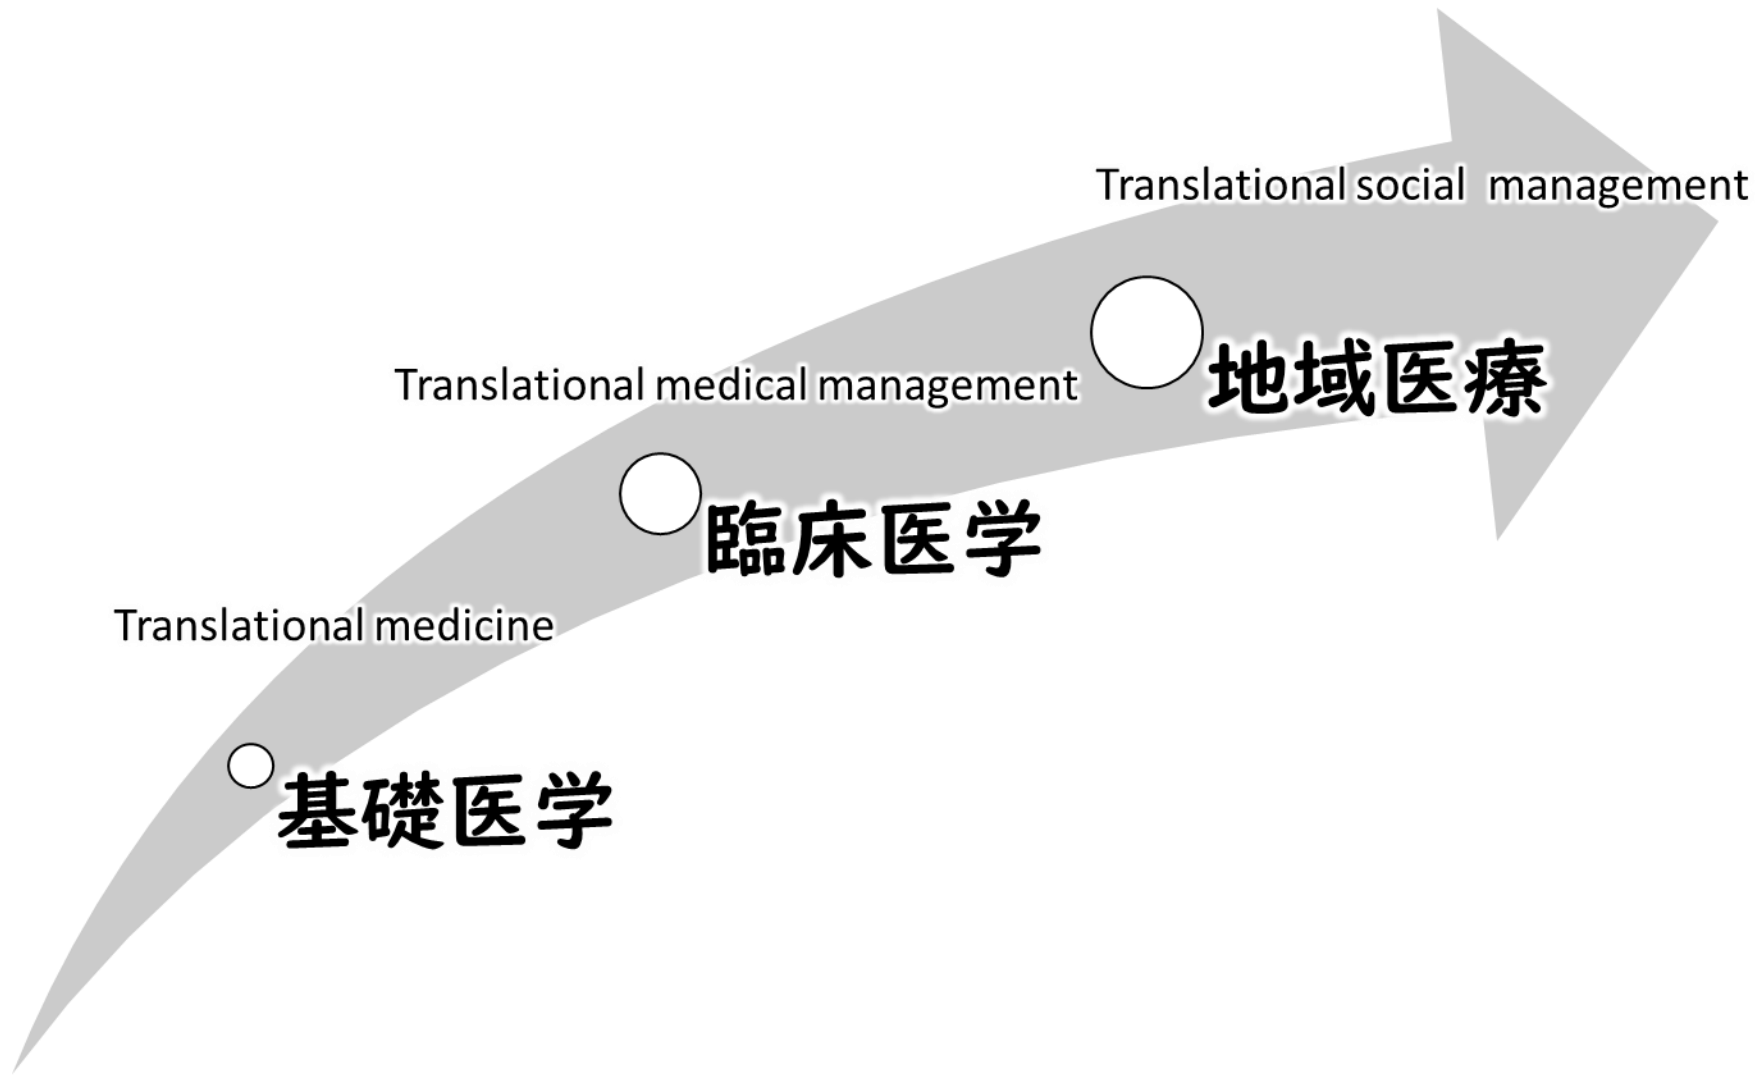 Translational social  management
地域医療
Translational medical management
臨床医学
Translational medicine
基礎医学